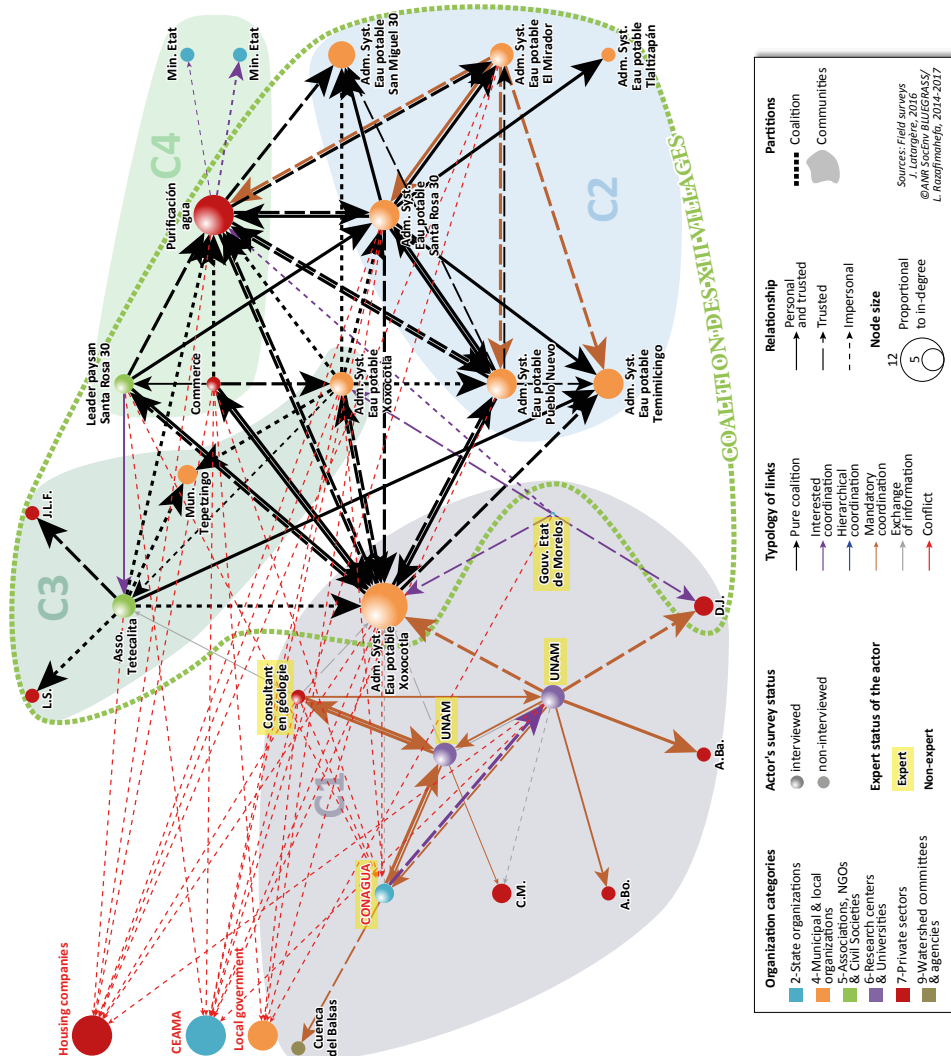 Min. Etat
Min. Etat
C4
Purificación
agua
Adm. Syst.
Eau potable
San Miguel 30
Adm. Syst.
Eau potable
El Mirador
Adm. Syst.
Eau potable
Tlaltizapán
Adm. Syst.
Eau potable
Santa Rosa 30
C2
COALITION DES XIII VILLAGES
Leader paysan
Santa Rosa 30
Commerce
Adm. Syst.
Eau potable
Xoxocotla
Adm. Syst.
Eau potable
Pueblo Nuevo
Adm. Syst.
Eau potable
Temimilcingo
J.L.F.
Mun.
Tepetzingo
C3
L.S.
Asso.
Tetecalita
Adm. Syst.
Eau potable
Xoxocotla
Gouv. Etat
de Morelos
D.J.
Consultant
en géologie
UNAM
UNAM
A.Ba.
C1
CONAGUA
C.M.
A.Bo.
Housing companies
CEAMA
Local government
Cuenca
del Balsas
Organization categories
2-State organizations
4-Municipal & local
organizations
5-Associations, NGOs
& Civil Societies
6-Research centers
& Universities
7-Private sectors
9-Watershed committees
& agencies
Actor's survey status
interviewed
non-interviewed
Expert status of the actor
Expert
Non-expert
Typology of links
Pure coalition
Interested
coordination
Hierarchical
coordination
Mandatory
coordination
Exchange
of information
Conflict
Relationship
Personal
and trusted
Trusted
Impersonal
Node size
12
5
Proportional
to in-degree
Partitions
Coalition
Communities
Sources: Field surveys
J. Latargère, 2016
©ANR SocEnv BLUEGRASS/
L. Razafimahefa, 2014-2017